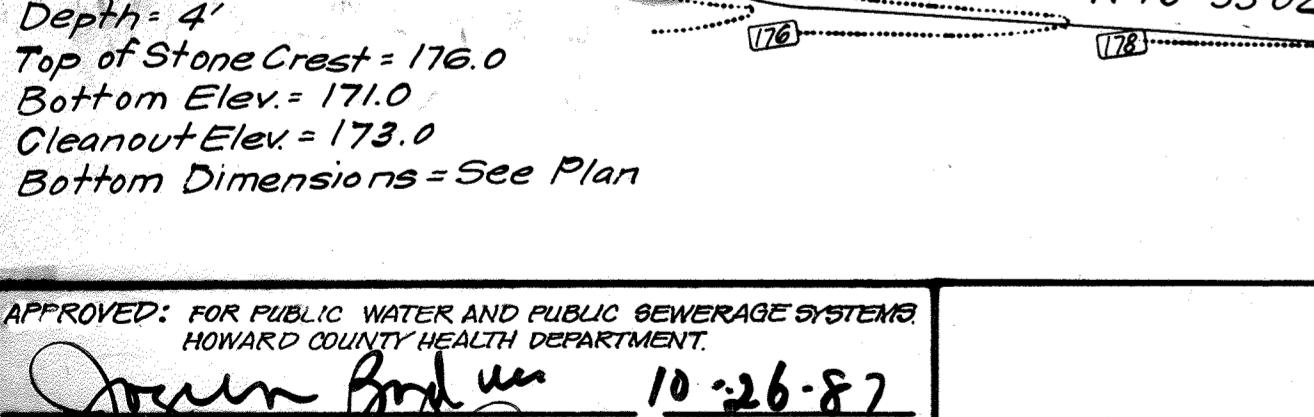 Depth = 4'
Top of Stone Crest = 176.0
Bottom Elev. = 171.0
Cleanout Elev. = 173.0
Bottom Dimensions = See Plan
176
178
APPROVED: FOR PUBLIC WATER AND PUBLIC SEWERAGE SYSTEMS.
HOWARD COUNTY HEALTH DEPARTMENT.
10-26-87